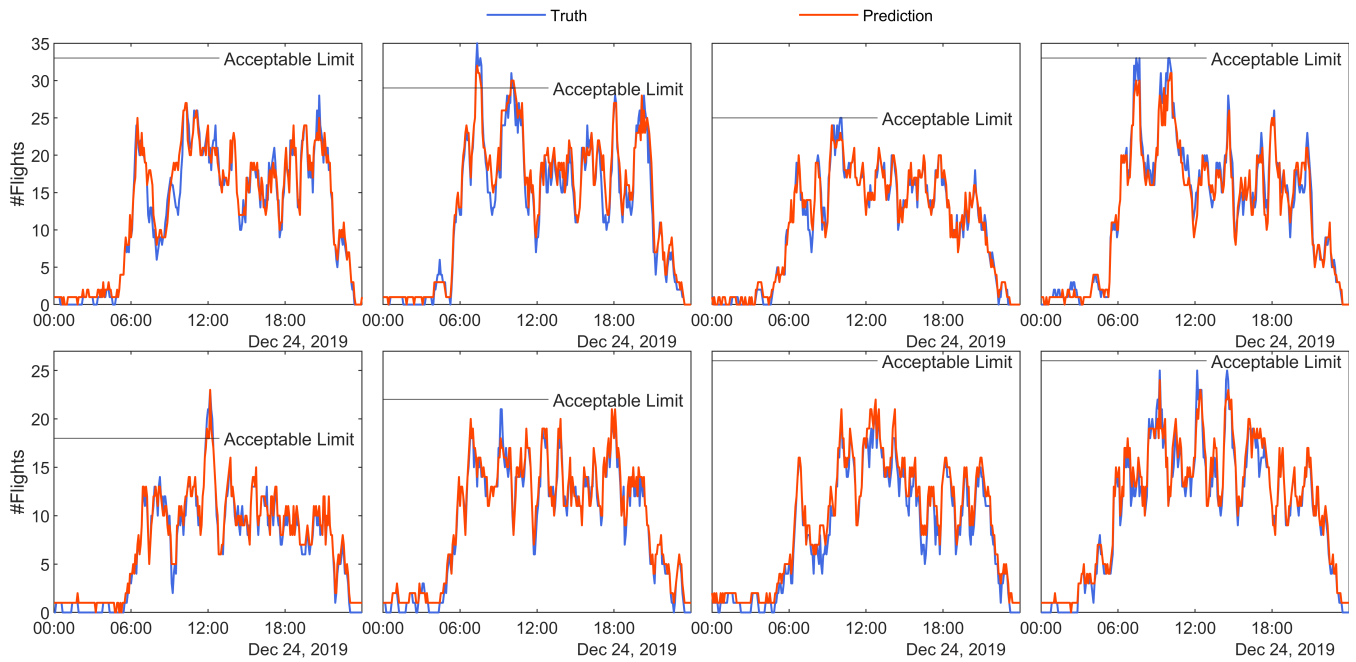 Truth Prediction
35
30
25
20
15
10
5
0
#Flights
Acceptable Limit Acceptable Limit Acceptable Limit Acceptable Limit
00:00 06:00 12:00 18:00 00:00 06:00 12:00 18:00 00:00 06:00 12:00 18:00 00:00 06:00 12:00 18:00
Dec 24, 2019 Dec 24, 2019 Dec 24, 2019 Dec 24, 2019
25
20
15
10
5
0
#Flights
Acceptable Limit Acceptable Limit Acceptable Limit Acceptable Limit
00:00 06:00 12:00 18:00 00:00 06:00 12:00 18:00 00:00 06:00 12:00 18:00 00:00 06:00 12:00 18:00
Dec 24, 2019 Dec 24, 2019 Dec 24, 2019 Dec 24, 2019